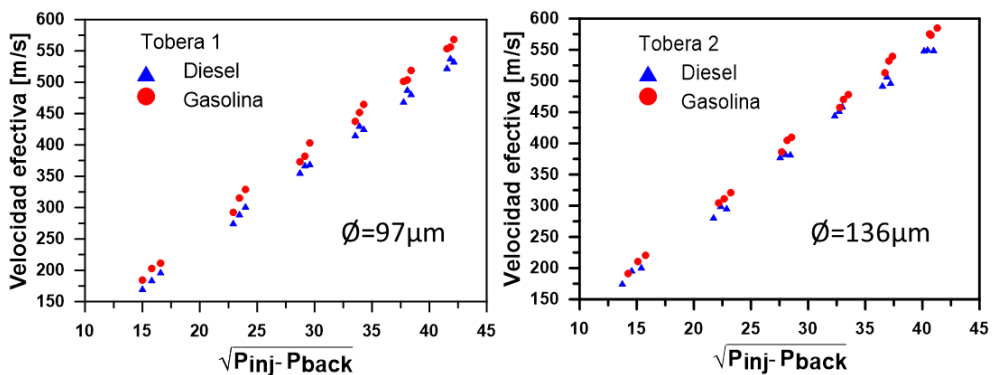 Velocidad efectiva [m/s]
600
550
500
450
400
350
300
250
200
150
Tobera 1
Diesel
Gasolina
Ø=97µm
10 15 20 25 30 35 40 45
√Pinj- Pback
Velocidad efectiva [m/s]
600
550
500
450
400
350
300
250
200
150
Tobera 2
Diesel
Gasolina
Ø=136µm
10 15 20 25 30 35 40 45
√Pinj- Pback